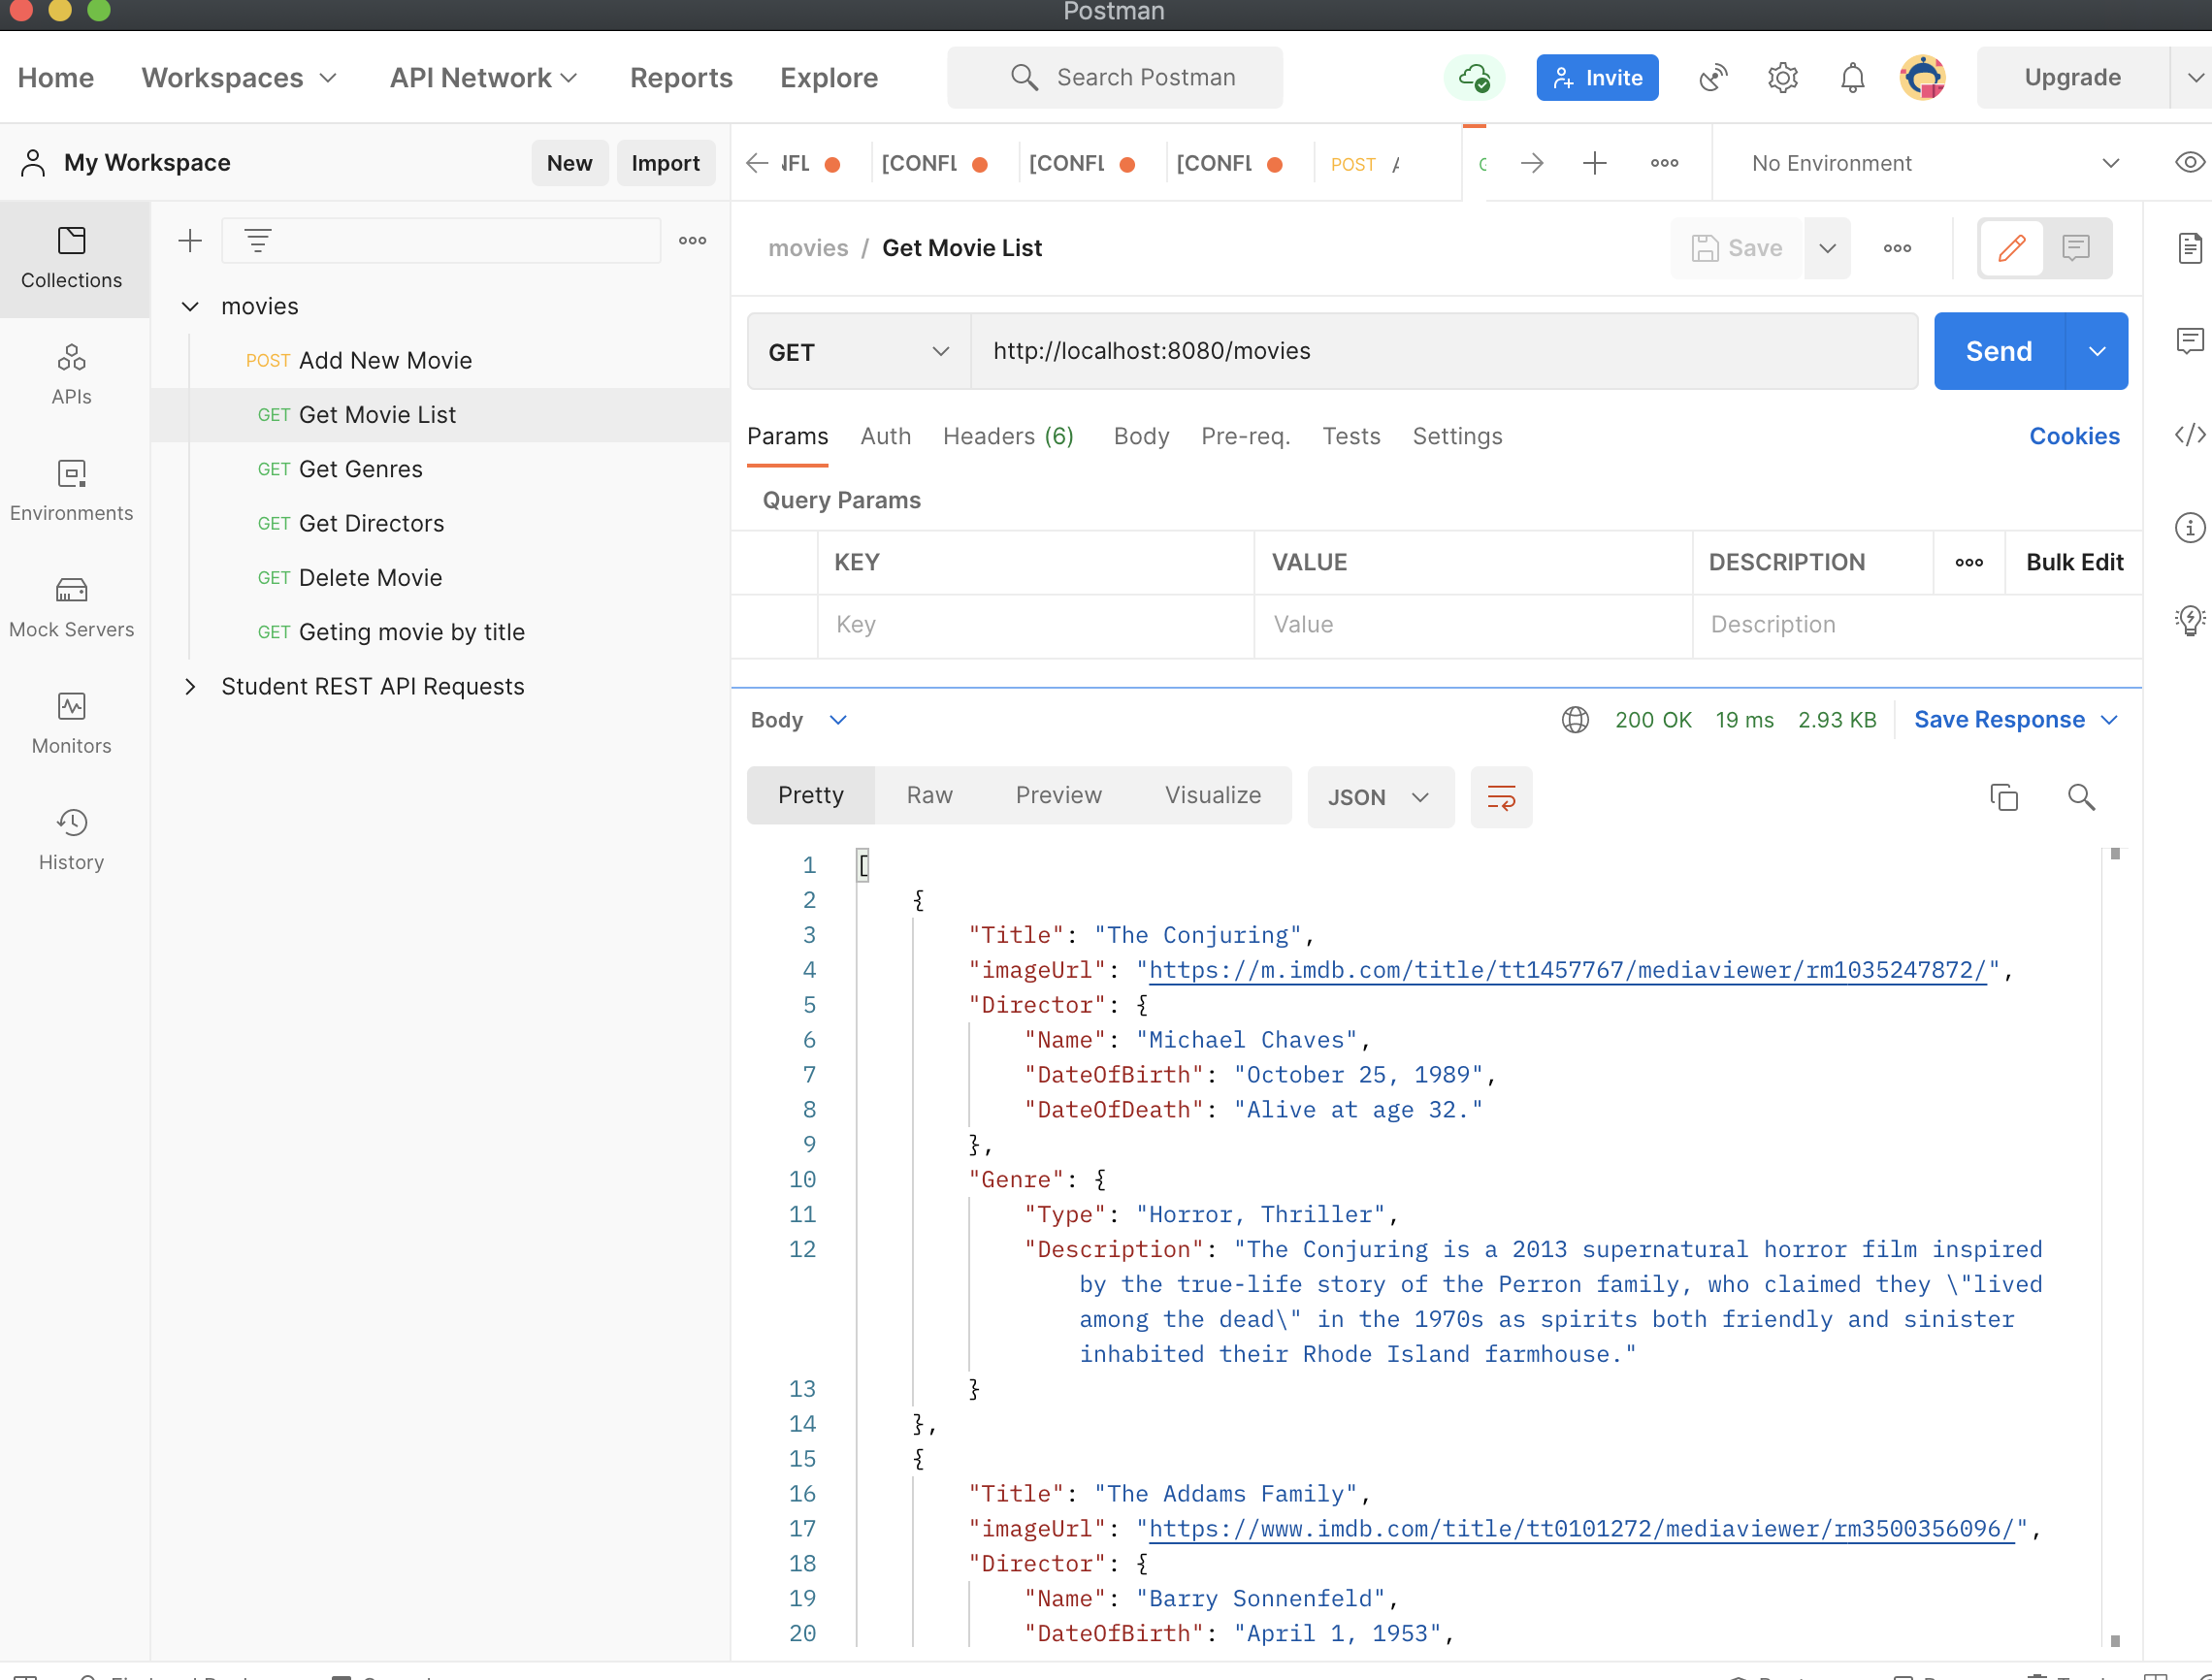 Postman
Home Workspaces API Network Reports Explore Search Postman Invite Upgrade
My Workspace New Import
[CONFL [CONFL [CONFL POST No Environment
Collections
APIs
Environments
Mock Servers
Monitors
History
movies
POST Add New Movie
GET Get Movie List
GET Get Genres
GET Get Directors
GET Delete Movie
GET Geting movie by title
Student REST API Requests
movies / Get Movie List Save
GET http://localhost:8080/movies Send
Params Auth Headers (6) Body Pre-req. Tests Settings Cookies
Query Params
KEY VALUE DESCRIPTION ooo Bulk Edit
Key Value Description
Body 200 OK 19 ms 2.93 KB Save Response
Pretty Raw Preview Visualize JSON
1 [
2 {
3 "Title": "The Conjuring",
4 "imageUrl": "https://m.imdb.com/title/tt1457767/mediaviewer/rm1035247872/",
5 "Director": {
6 "Name": "Michael Chaves",
7 "DateOfBirth": "October 25, 1989",
8 "DateOfDeath": "Alive at age 32."
9 },
10 "Genre": {
11 "Type": "Horror, Thriller",
12 "Description": "The Conjuring is a 2013 supernatural horror film inspired
by the true-life story of the Perron family, who claimed they \"lived
among the dead\" in the 1970s as spirits both friendly and sinister
inhabited their Rhode Island farmhouse."
13 }
14 },
15 {
16 "Title": "The Addams Family",
17 "imageUrl": "https://www.imdb.com/title/tt0101272/mediaviewer/rm3500356096/",
18 "Director": {
19 "Name": "Barry Sonnenfeld",
20 "DateOfBirth": "April 1, 1953",